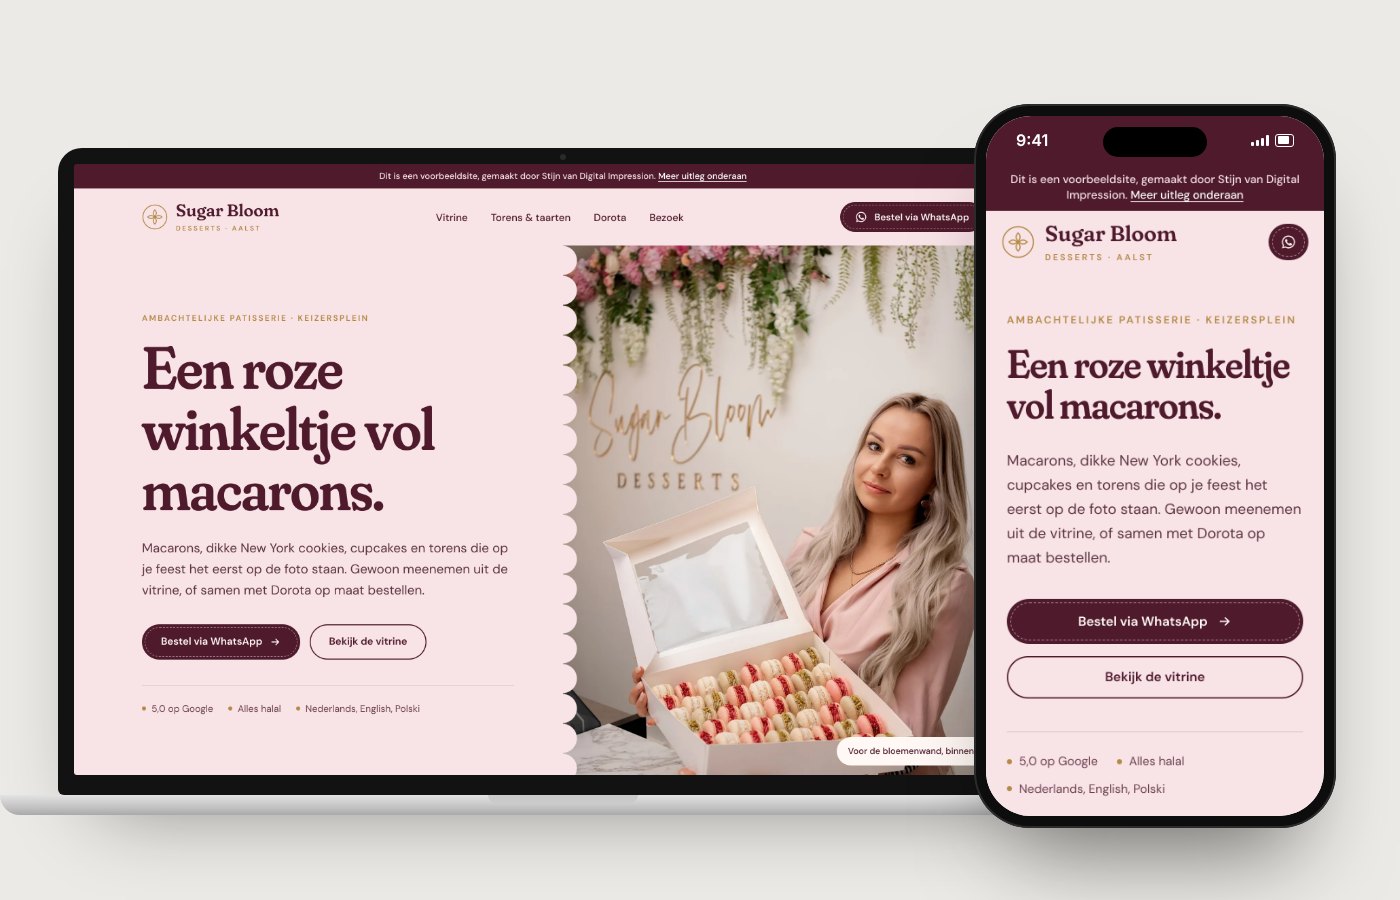 Dit is een voorbeeldsite, gemaakt door Stijn van Digital Impression. Meer uitleg onderaan
Sugar Bloom
DESSERTS · AALST
Vitrine Torens & taarten Dorota Bezoek
Bestel via WhatsApp
AMBACHTELIJKE PATISSERIE · KEIZERSPLEIN
Een roze
winkeltje vol
macarons.
Macarons, dikke New York cookies, cupcakes en torens die op
je feest het eerst op de foto staan. Gewoon meenemen uit de
vitrine, of samen met Dorota op maat bestellen.
Bestel via WhatsApp → Bekijk de vitrine
5,0 op Google Alles halal Nederlands, English, Polski
Sugar Bloom
DESSERTS
Voor de bloemenwand, binnen
9:41
Dit is een voorbeeldsite, gemaakt door Stijn van Digital
Impression. Meer uitleg onderaan
Sugar Bloom
DESSERTS · AALST
AMBACHTELIJKE PATISSERIE · KEIZERSPLEIN
Een roze winkeltje
vol macarons.
Macarons, dikke New York cookies,
cupcakes en torens die op je feest het
eerst op de foto staan. Gewoon meenemen
uit de vitrine, of samen met Dorota op
maat bestellen.
Bestel via WhatsApp →
Bekijk de vitrine
5,0 op Google Alles halal
Nederlands, English, Polski